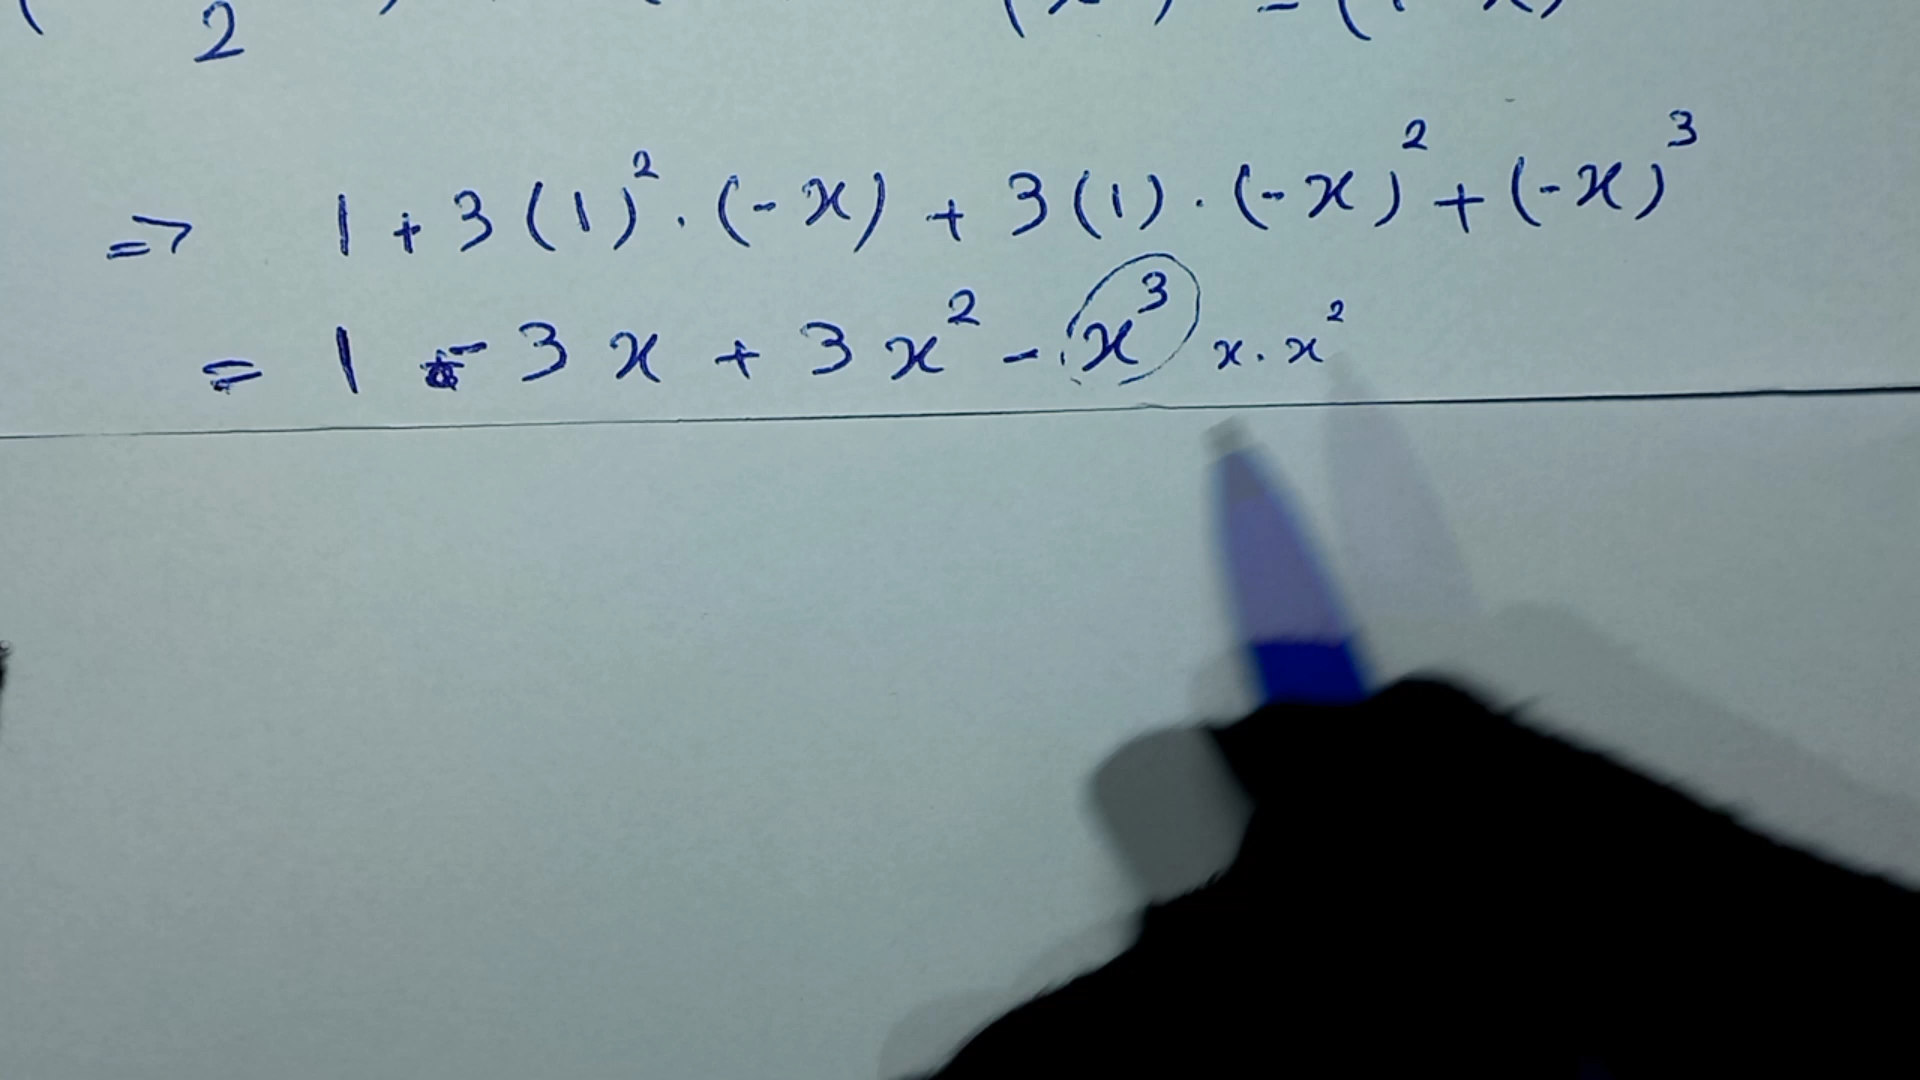 2
=> 1 + 3(1)². (-x) + 3(1). (-x)² + (-x)³
= 1 - 3x + 3x² - x³ x. x²